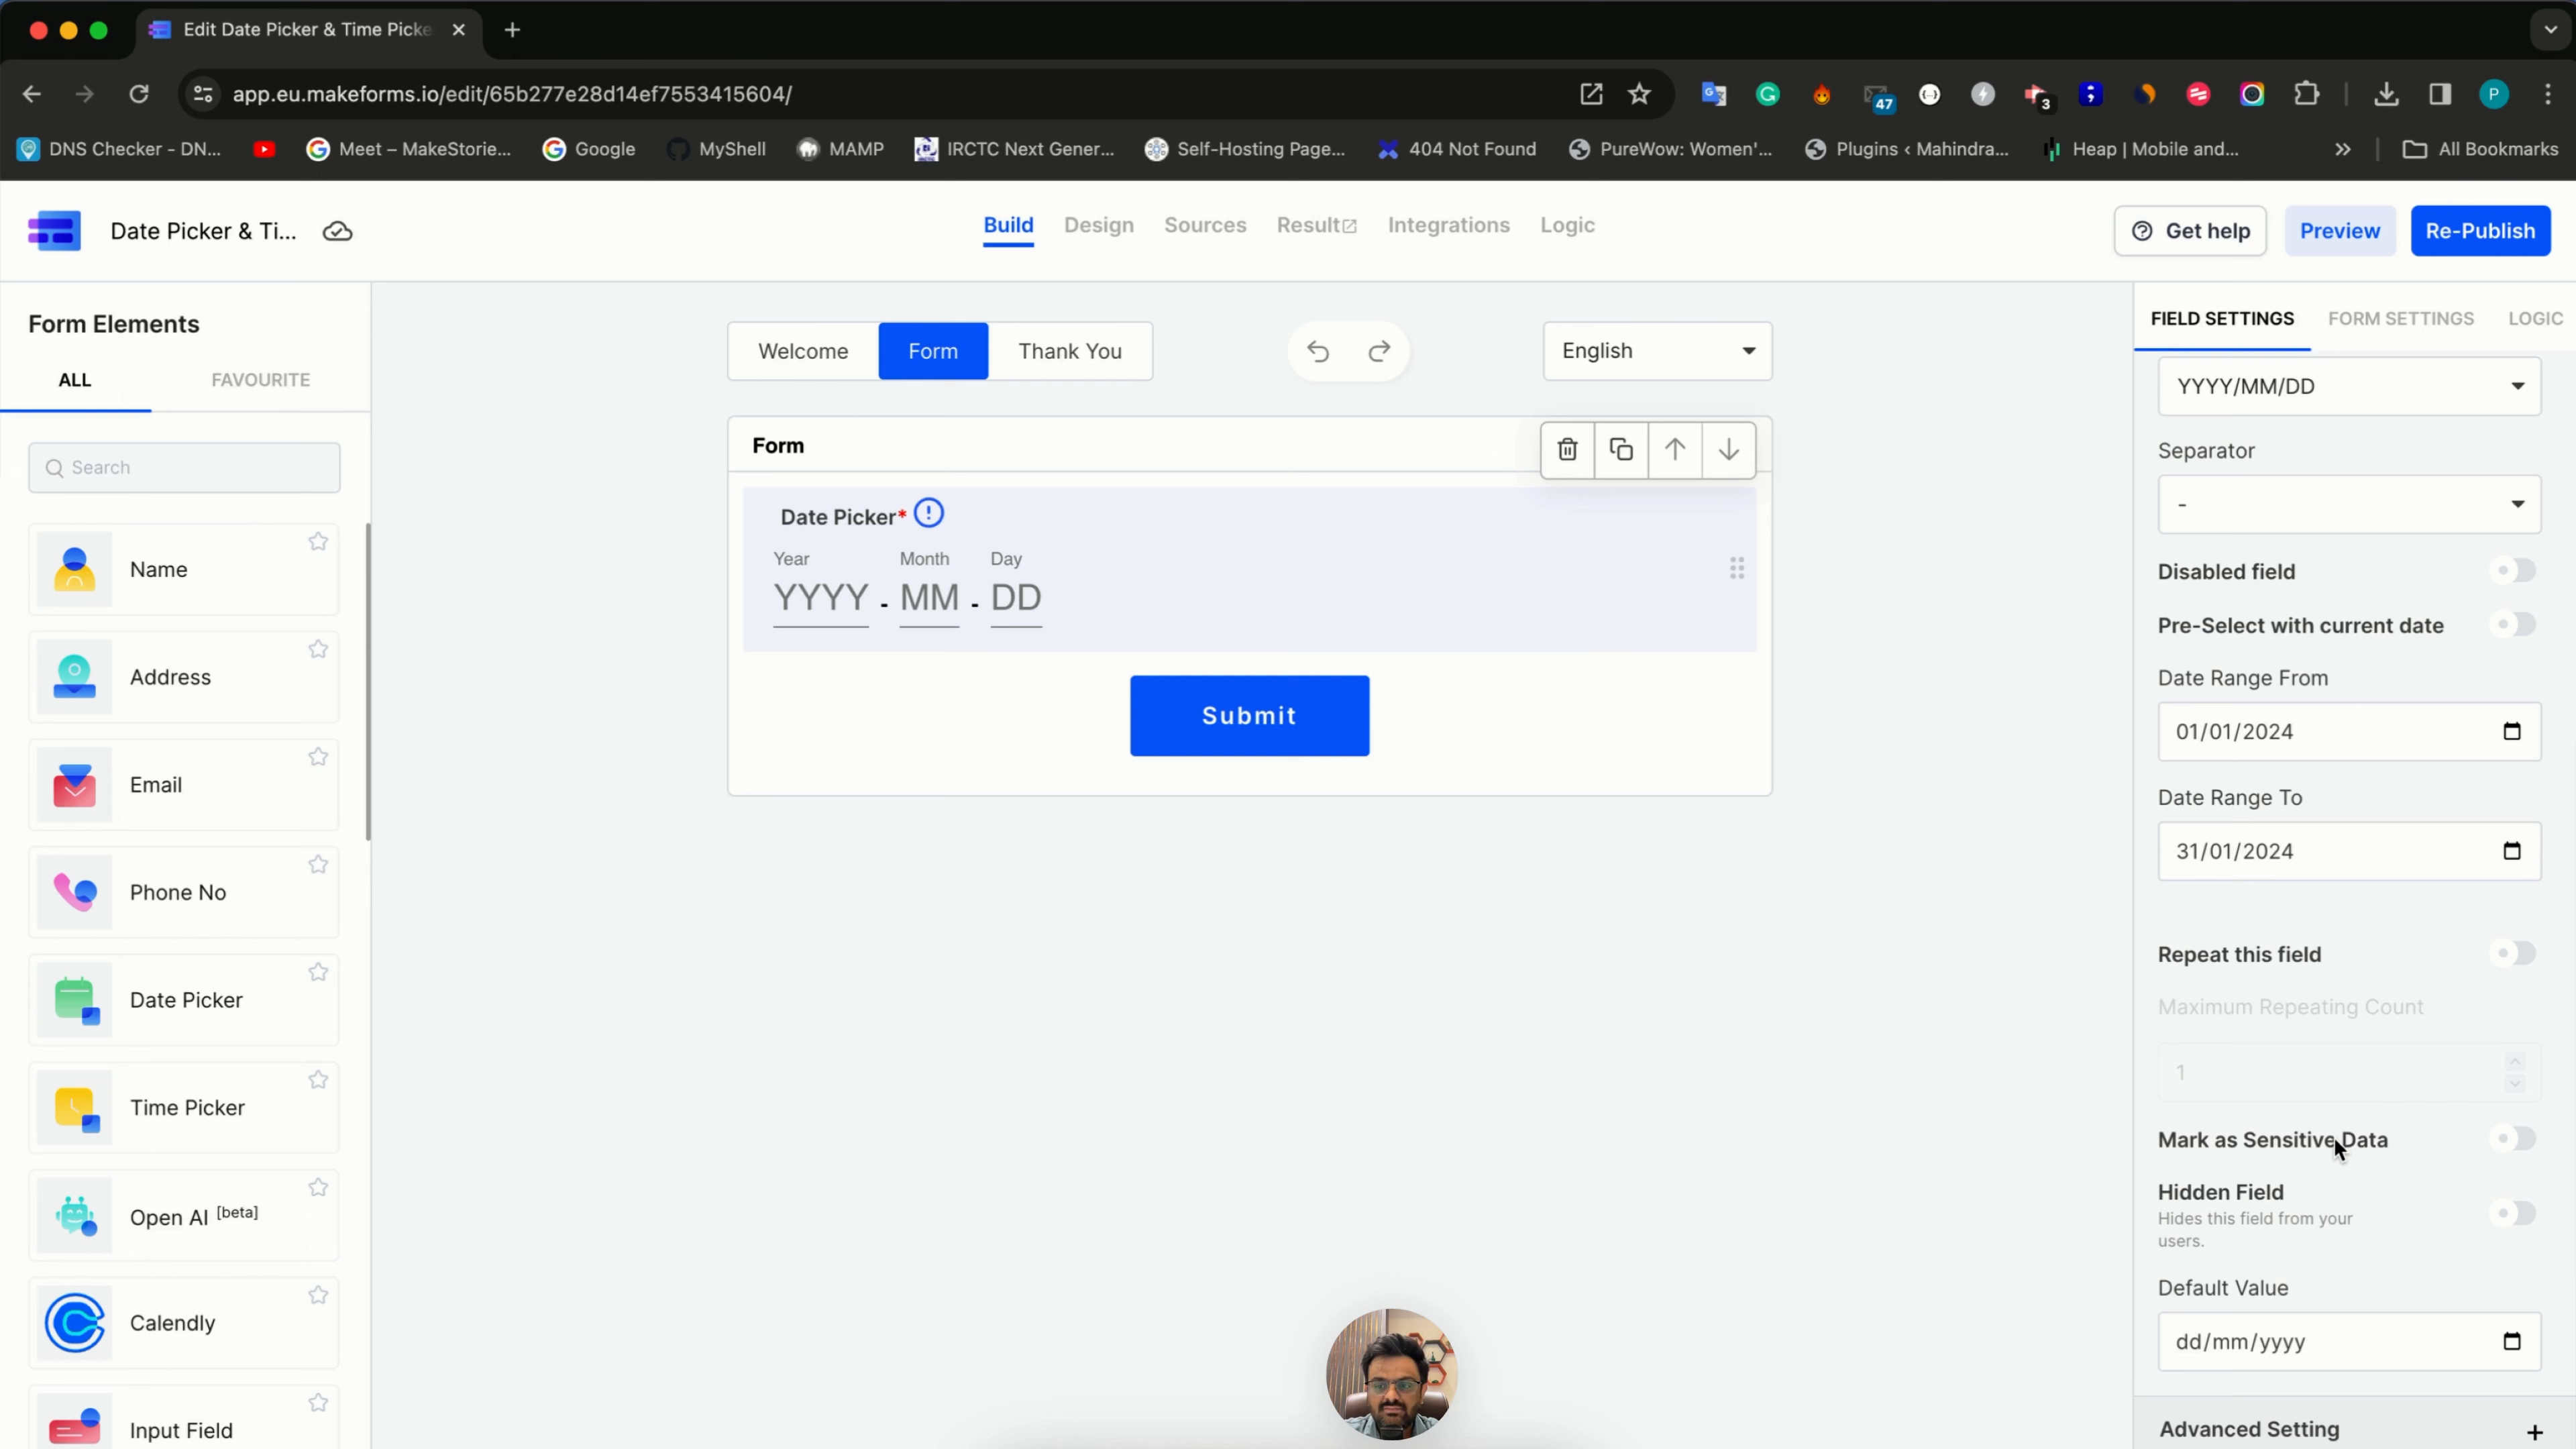 Edit Date Picker & Time Picke
app.eu.makeforms.io/edit/65b277e28d14ef7553415604/
47
3
P
DNS Checker - DN...
Meet – MakeStorie...
Google
MyShell
MAMP
IRCTC Next Gener...
Self-Hosting Page...
404 Not Found
PureWow: Women'...
Plugins ‹ Mahindra...
Heap | Mobile and...
All Bookmarks
Date Picker & Ti...
Build
Design
Sources
Result
Integrations
Logic
Get help
Preview
Re-Publish
Form Elements
ALL
FAVOURITE
Search
Name
Address
Email
Phone No
Date Picker
Time Picker
Open AI [beta]
Calendly
Input Field
Welcome
Form
Thank You
English
Form
Date Picker*
Year Month Day
YYYY - MM - DD
Submit
FIELD SETTINGS
FORM SETTINGS
LOGIC
YYYY/MM/DD
Separator
-
Disabled field
Pre-Select with current date
Date Range From
01/01/2024
Date Range To
31/01/2024
Repeat this field
Maximum Repeating Count
1
Mark as Sensitive Data
Hidden Field
Hides this field from your
users.
Default Value
dd/mm/yyyy
Advanced Setting
+